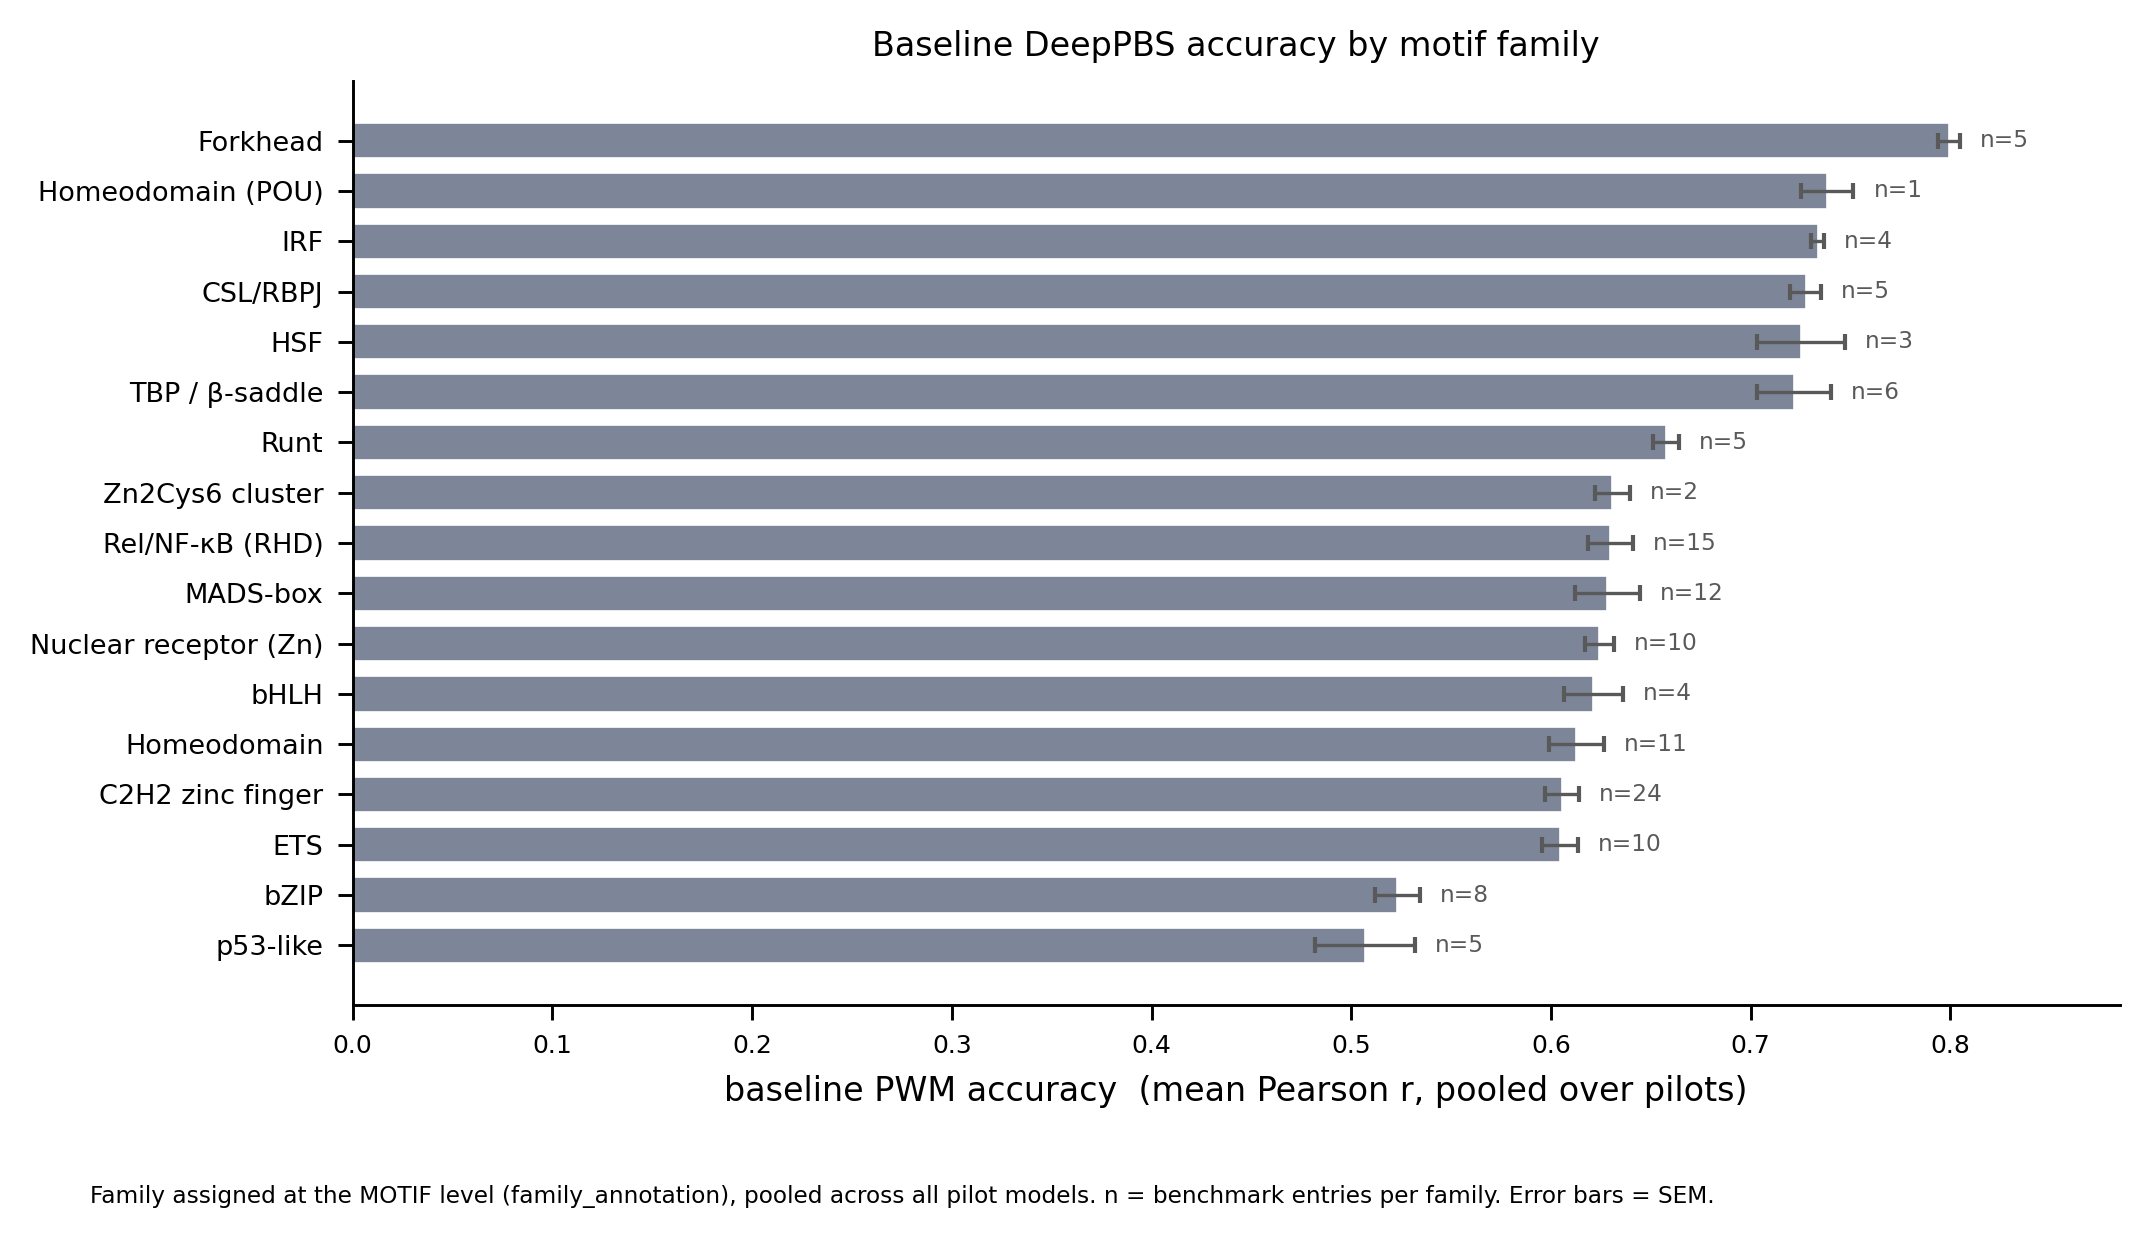 Baseline DeepPBS accuracy by motif family
Forkhead n=5
Homeodomain (POU) n=1
IRF n=4
CSL/RBPJ n=5
HSF n=3
TBP / β-saddle n=6
Runt n=5
Zn2Cys6 cluster n=2
Rel/NF-κB (RHD) n=15
MADS-box n=12
Nuclear receptor (Zn) n=10
bHLH n=4
Homeodomain n=11
C2H2 zinc finger n=24
ETS n=10
bZIP n=8
p53-like n=5
0.0 0.1 0.2 0.3 0.4 0.5 0.6 0.7 0.8
baseline PWM accuracy (mean Pearson r, pooled over pilots)
Family assigned at the MOTIF level (family_annotation), pooled across all pilot models. n = benchmark entries per family. Error bars = SEM.